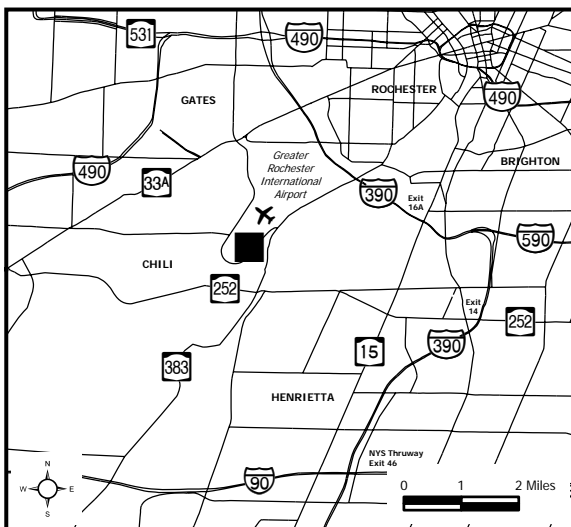 531
490
GATES
ROCHESTER
490
Greater
Rochester
International
Airport
BRIGHTON
490
33A
390
Exit
16A
590
CHILI
252
Exit
14
252
15
390
383
HENRIETTA
NYS Thruway
Exit 46
90
N
W
E
S
0 1 2 Miles